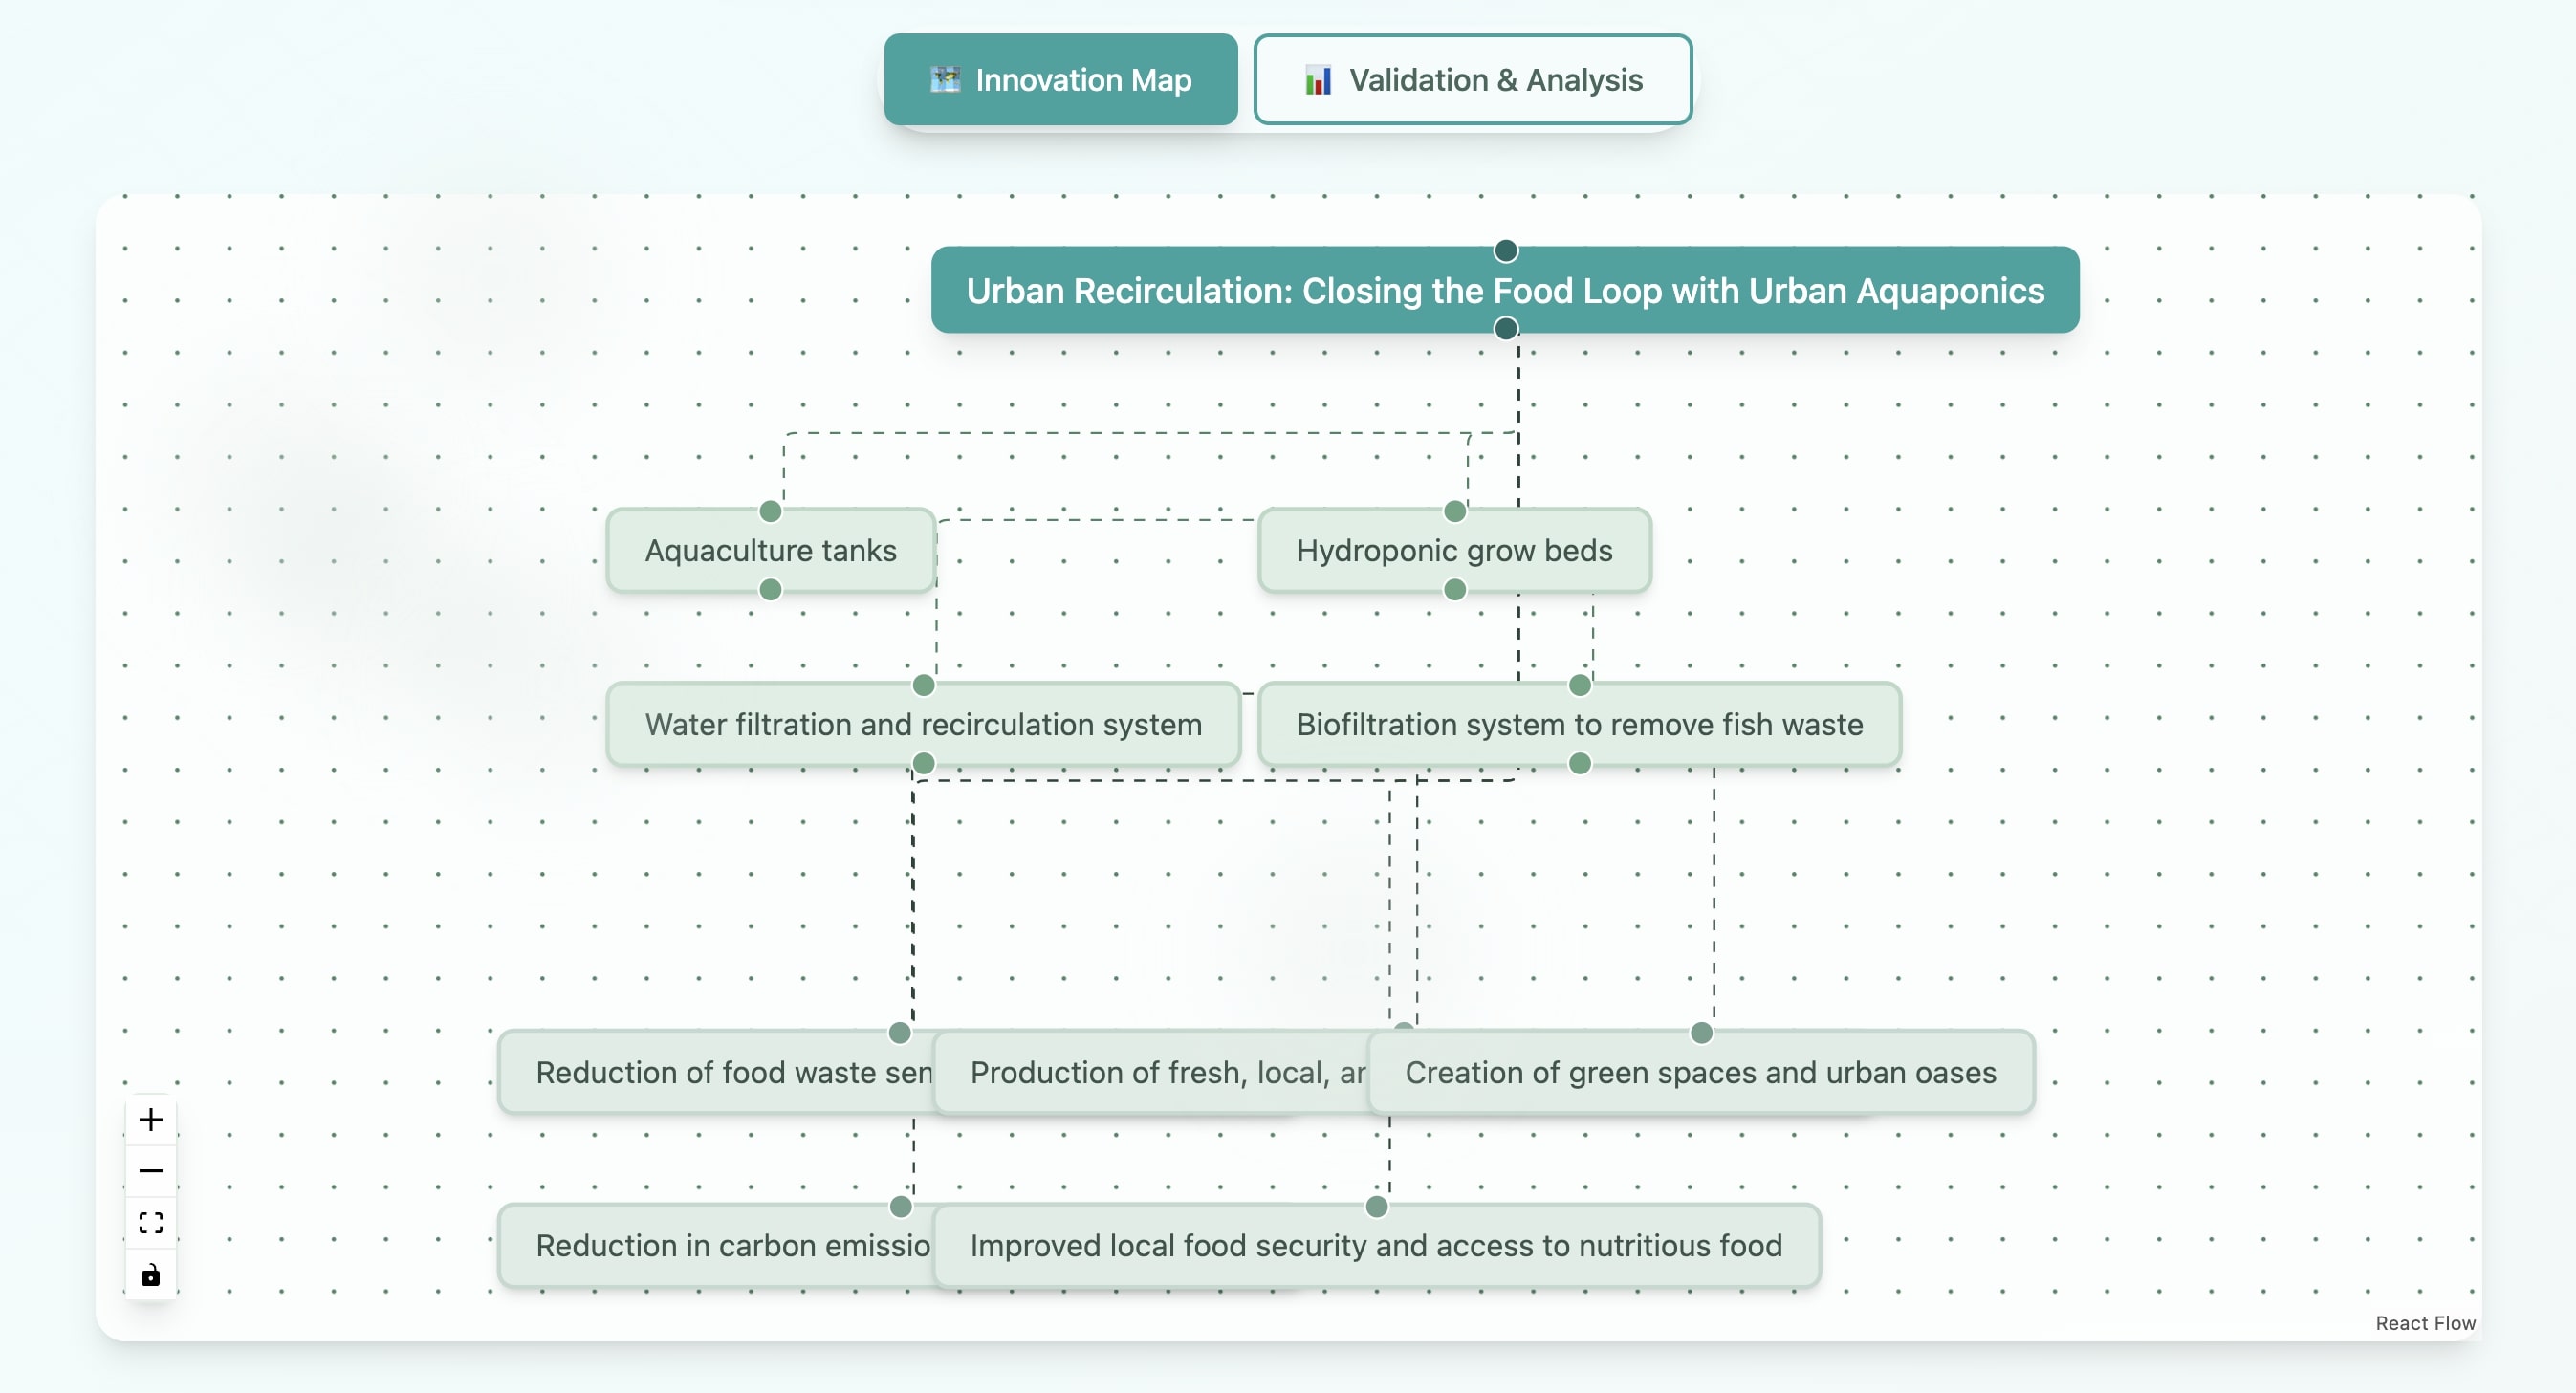 Innovation Map
Validation & Analysis
Urban Recirculation: Closing the Food Loop with Urban Aquaponics
Aquaculture tanks
Hydroponic grow beds
Water filtration and recirculation system
Biofiltration system to remove fish waste
Reduction of food waste sen
Production of fresh, local, ar
Creation of green spaces and urban oases
Reduction in carbon emissio
Improved local food security and access to nutritious food
React Flow